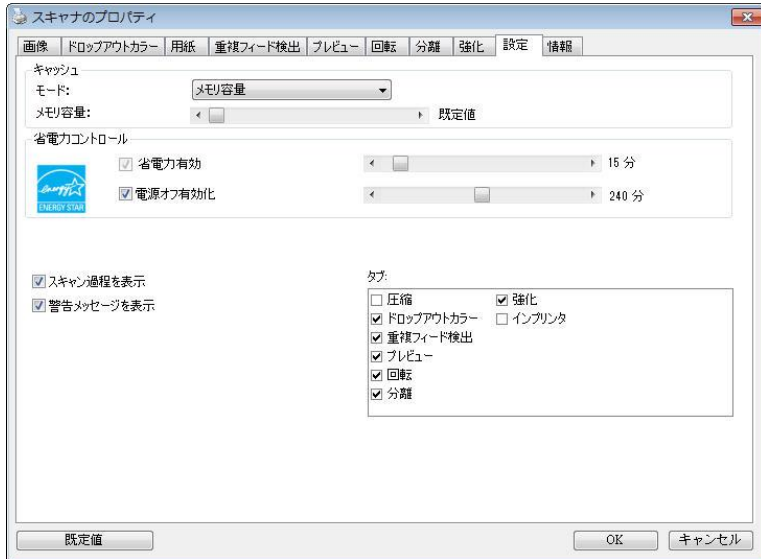 スキャナのプロパティ
画像 ドロップアウトカラー 用紙 重複フィード検出 プレビュー 回転 分離 強化 設定 情報
キャッシュ
モード: メモリ容量
メモリ容量: 既定値
省電力コントロール
省電力有効 15 分
energy
ENERGY STAR
電源オフ有効化 240 分
スキャン過程を表示
警告メッセージを表示
タブ:
圧縮 強化
ドロップアウトカラー インプリンタ
重複フィード検出
プレビュー
回転
分離
既定値 OK キャンセル